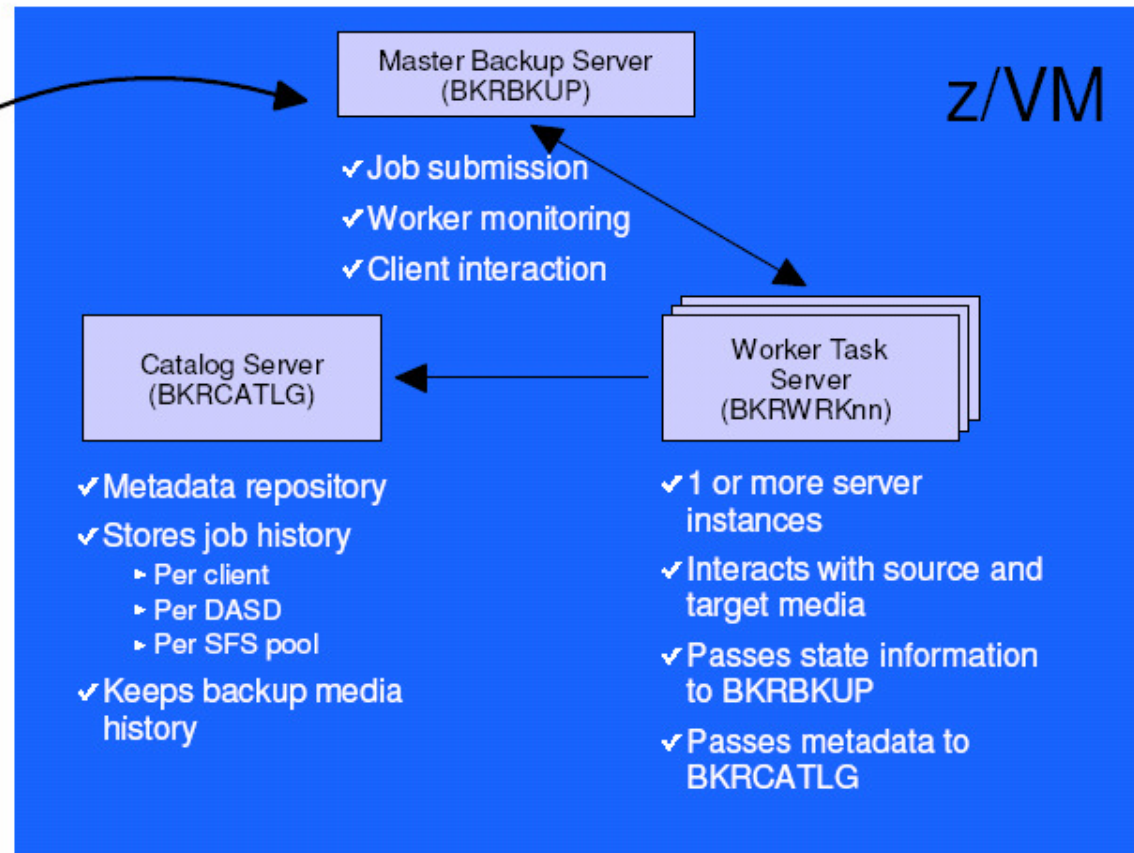 Master Backup Server
(BKRBKUP)
z/VM
✓Job submission
✓Worker monitoring
✓Client interaction
Catalog Server
(BKRCATLG)
✓Metadata repository
✓Stores job history
► Per client
► Per DASD
► Per SFS pool
✓Keeps backup media
history
Worker Task
Server
(BKRWRKnn)
✓1 or more server
instances
✓Interacts with source and
target media
✓Passes state information
to BKRBKUP
✓Passes metadata to
BKRCATLG